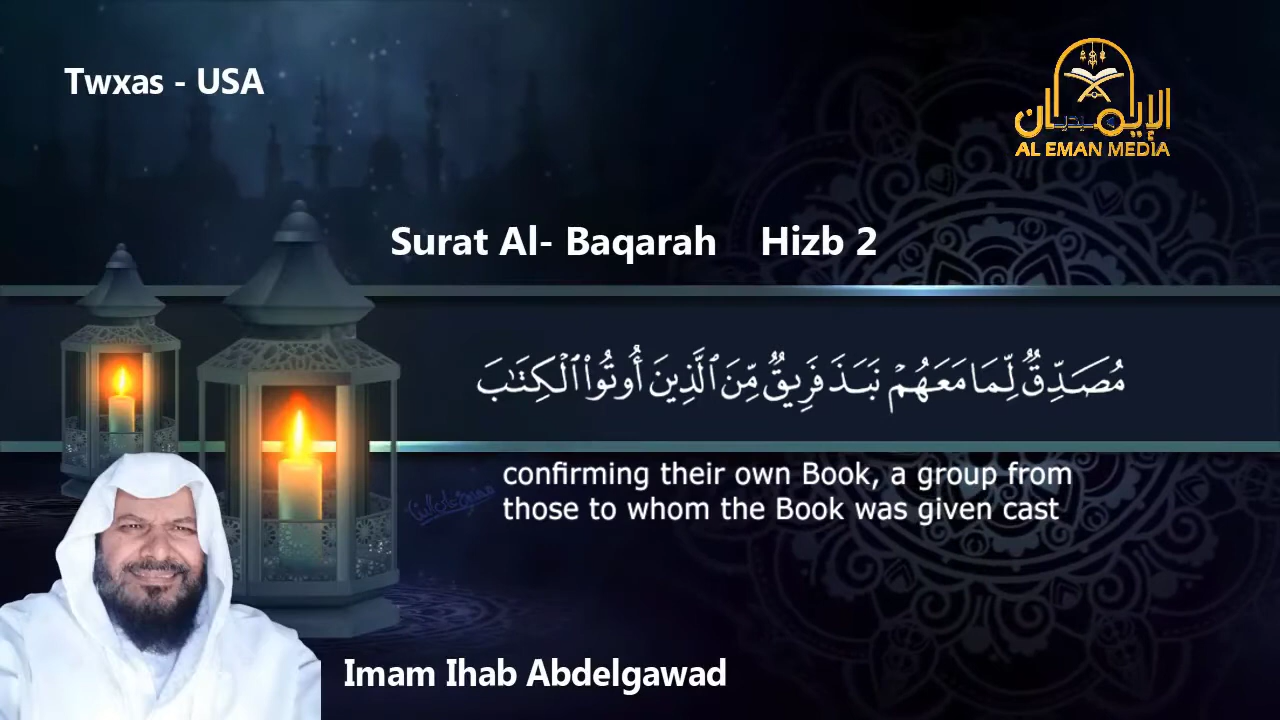 Twxas - USA
الإيمان
ميديا
AL EMAN MEDIA
Surat Al- Baqarah Hizb 2
مُصَدِّقٌ لِّمَا مَعَهُمْ نَبَذَ فَرِيقٌ مِّنَ ٱلَّذِينَ أُوتُوا۟ ٱلْكِتَٰبَ
confirming their own Book, a group from
those to whom the Book was given cast
Imam Ihab Abdelgawad